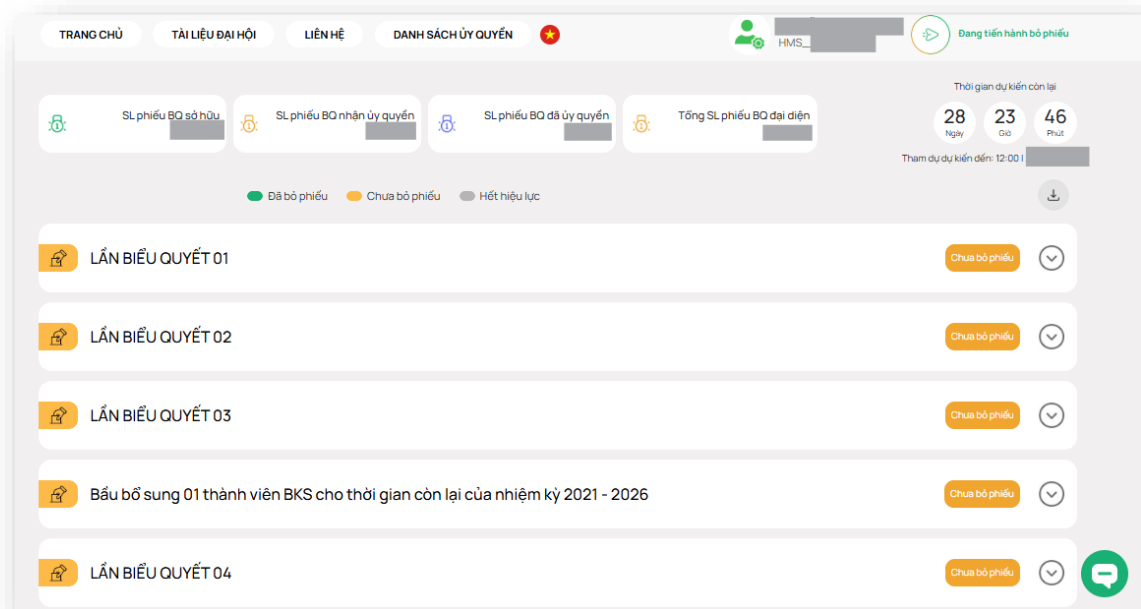 TRANG CHỦ TÀI LIỆU ĐẠI HỘI LIÊN HỆ DANH SÁCH ỦY QUYỀN
HMS_
Đang tiến hành bỏ phiếu
SL phiếu BQ sở hữu
SL phiếu BQ nhận ủy quyền
SL phiếu BQ đã ủy quyền
Tổng SL phiếu BQ đại diện
Thời gian dự kiến còn lại
28 23 46
Ngày Giờ Phút
Tham dự dự kiến đến: 12:00 |
Đã bỏ phiếu Chưa bỏ phiếu Hết hiệu lực
LẦN BIỂU QUYẾT 01 Chưa bỏ phiếu
LẦN BIỂU QUYẾT 02 Chưa bỏ phiếu
LẦN BIỂU QUYẾT 03 Chưa bỏ phiếu
Bầu bổ sung 01 thành viên BKS cho thời gian còn lại của nhiệm kỳ 2021 - 2026 Chưa bỏ phiếu
LẦN BIỂU QUYẾT 04 Chưa bỏ phiếu